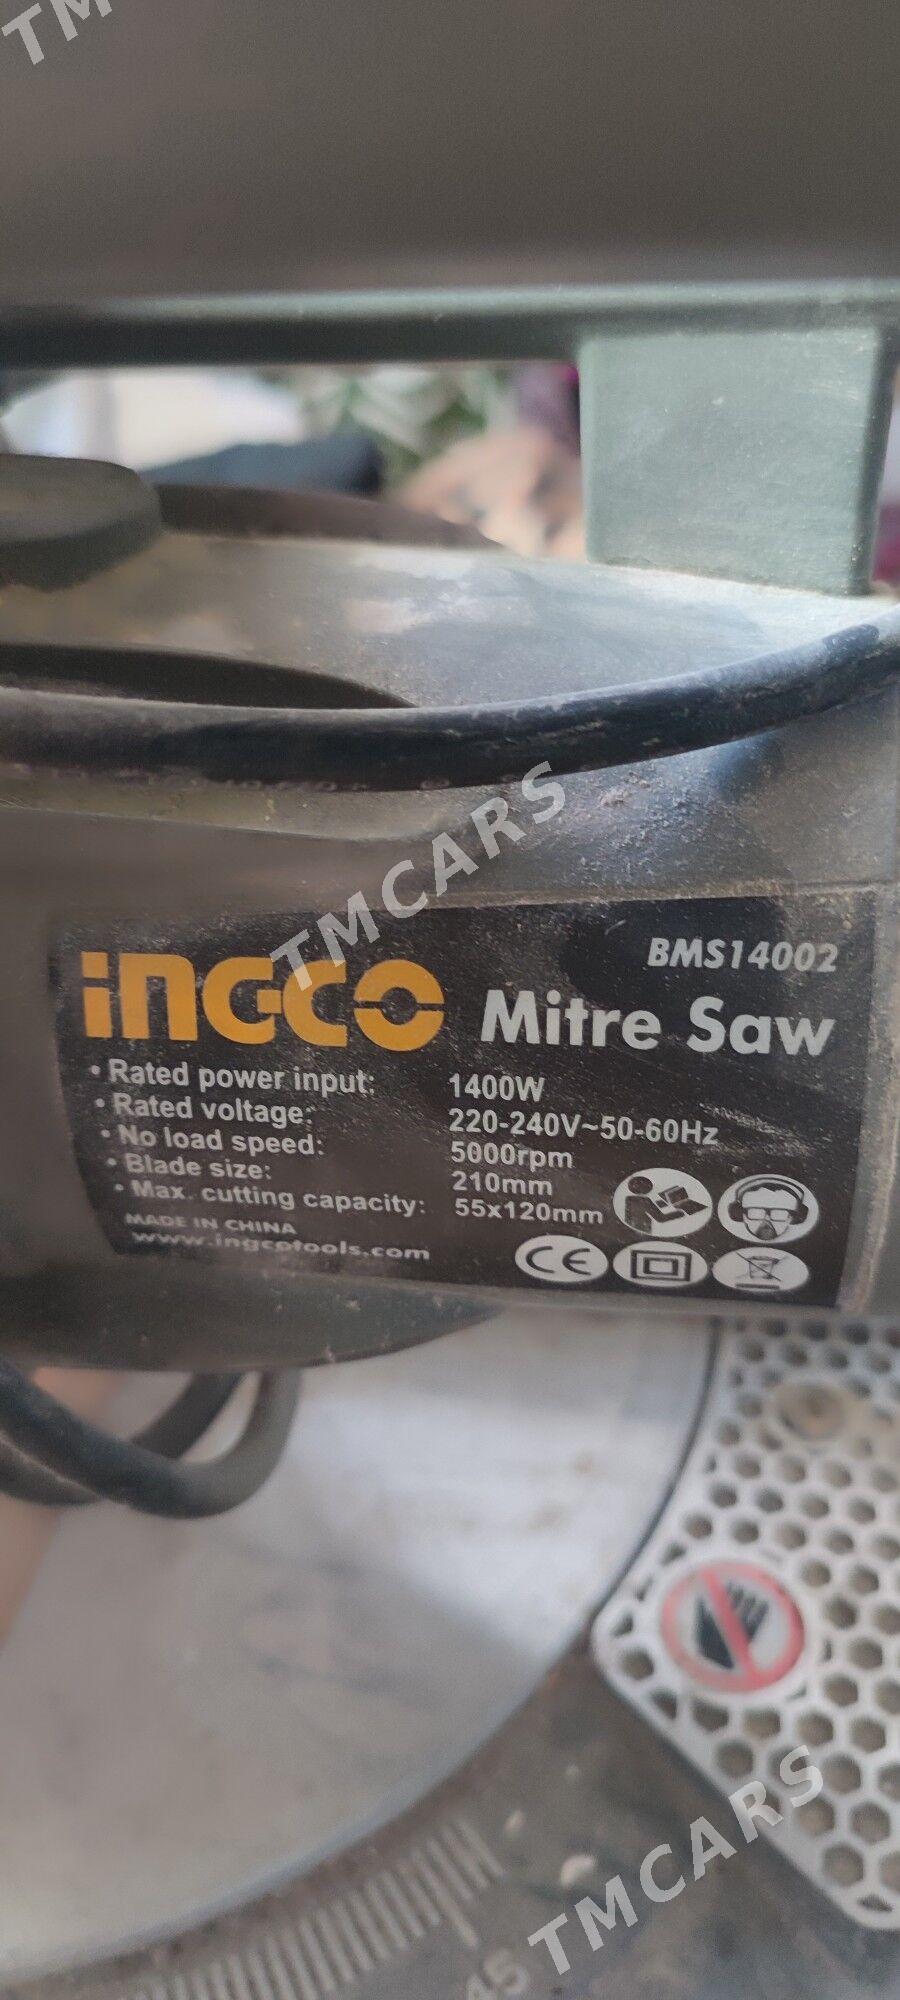 TM
TMCARS
BMS14002
INGCO Mitre Saw
• Rated power input: 1400W
• Rated voltage: 220-240V~50-60Hz
• No load speed: 5000rpm
• Blade size: 210mm
• Max. cutting capacity: 55x120mm
MADE IN CHINA
www.ingcotools.com
CE
TMCARS
45